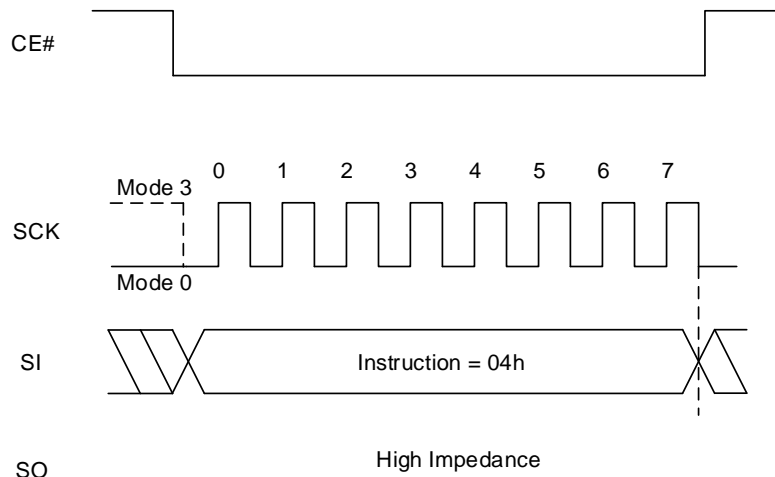 CE#
0 1 2 3 4 5 6 7
Mode 3
SCK
Mode 0
SI
Instruction = 04h
High Impedance
SO